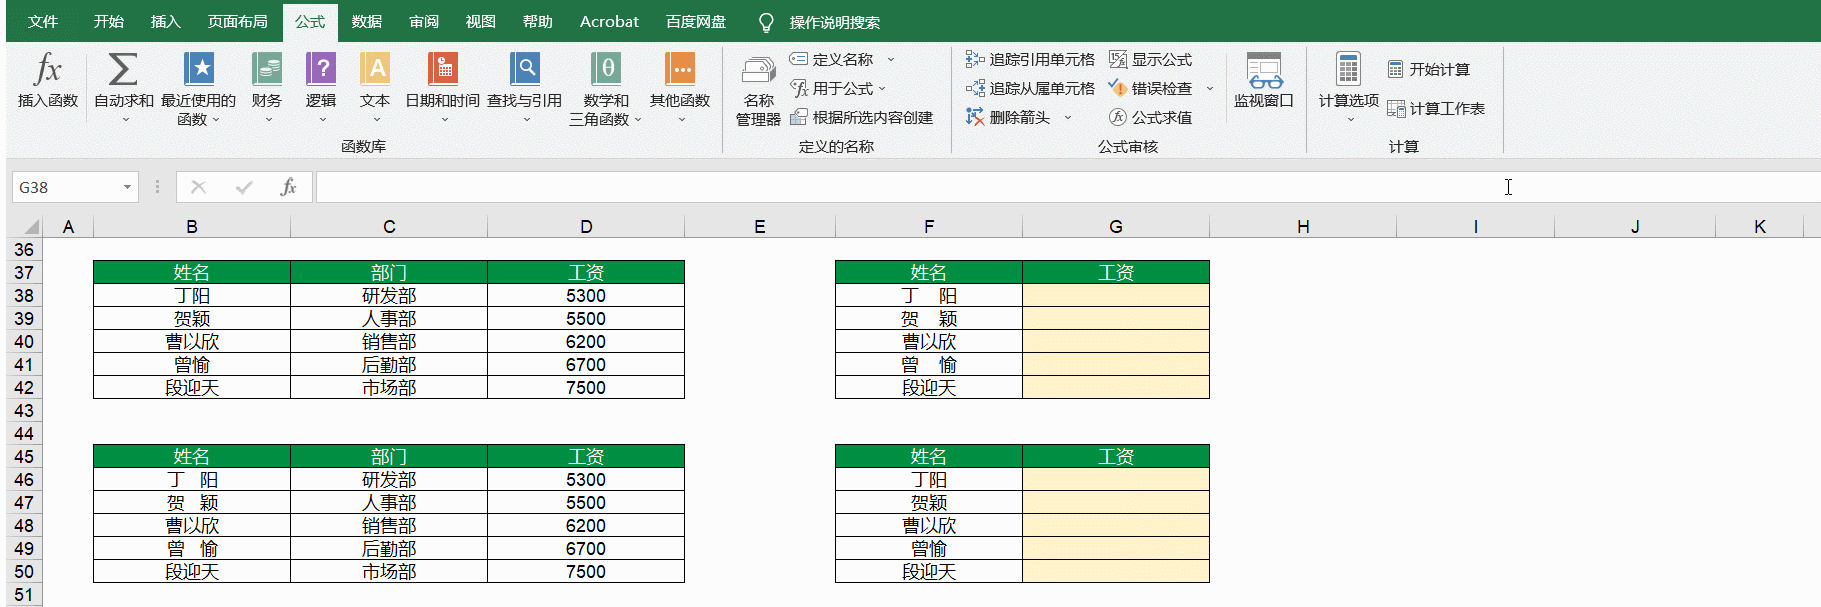 文件 开始 插入 页面布局 公式 数据 审阅 视图 帮助 Acrobat 百度网盘 操作说明搜索
fx 插入函数
Σ 自动求和
最近使用的函数
财务
? 逻辑
A 文本
日期和时间
查找与引用
θ 数学和三角函数
其他函数
函数库
名称管理器
定义名称
用于公式
根据所选内容创建
定义的名称
追踪引用单元格
追踪从属单元格
删除箭头
显示公式
错误检查
公式求值
公式审核
监视窗口
计算选项
开始计算
计算工作表
计算
G38 fx
A B C D E F G H I J K
36
37 姓名 部门 工资 姓名 工资
38 丁阳 研发部 5300 丁 阳
39 贺颖 人事部 5500 贺 颖
40 曹以欣 销售部 6200 曹以欣
41 曾愉 后勤部 6700 曾 愉
42 段迎天 市场部 7500 段迎天
43
44
45 姓名 部门 工资 姓名 工资
46 丁 阳 研发部 5300 丁阳
47 贺 颖 人事部 5500 贺颖
48 曹以欣 销售部 6200 曹以欣
49 曾 愉 后勤部 6700 曾愉
50 段迎天 市场部 7500 段迎天
51